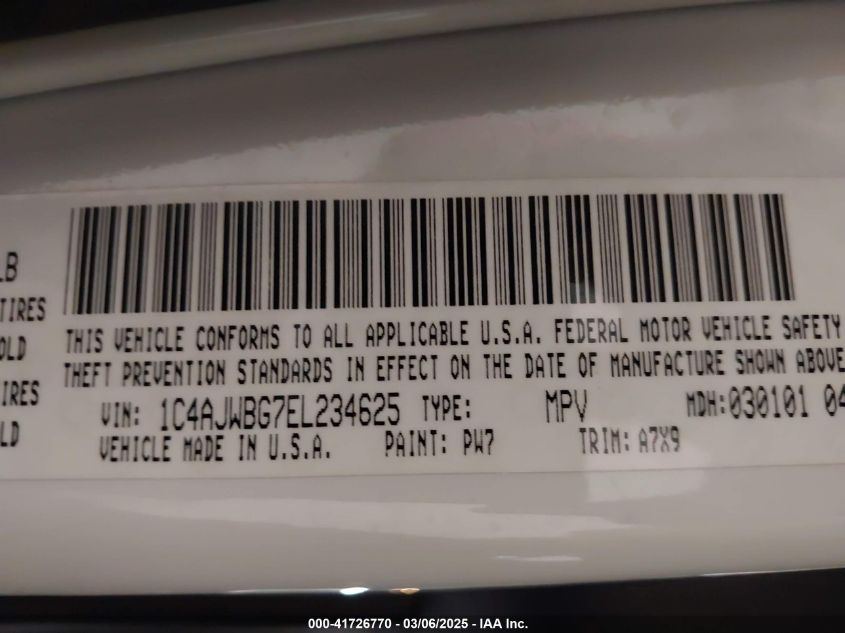 LB
TIRES
OLD
IRES
LD
THIS VEHICLE CONFORMS TO ALL APPLICABLE U.S.A. FEDERAL MOTOR VEHICLE SAFETY
THEFT PREVENTION STANDARDS IN EFFECT ON THE DATE OF MANUFACTURE SHOWN ABOVE
VIN: 1C4AJWBG7EL234625 TYPE: MPV MDH:030101 04
VEHICLE MADE IN U.S.A. PAINT: PW7 TRIM: A7X9
000-41726770 - 03/06/2025 - IAA Inc.